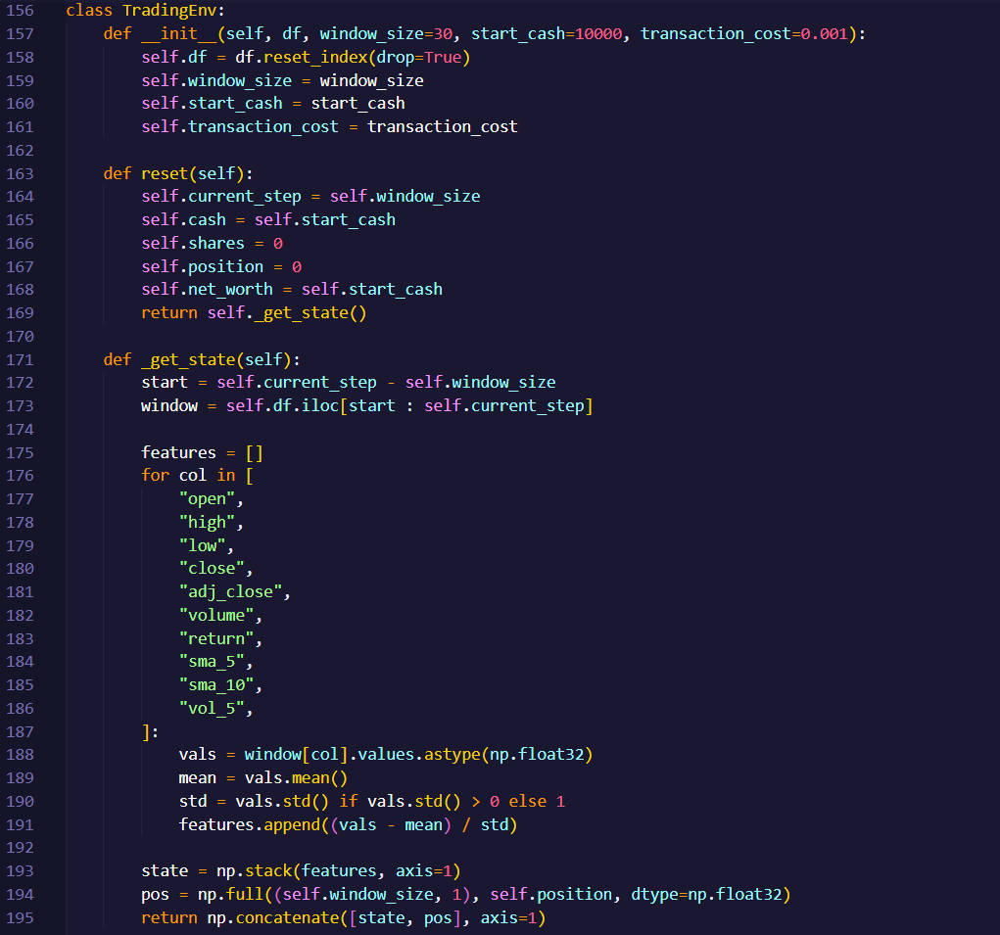 156 class TradingEnv:
157     def __init__(self, df, window_size=30, start_cash=10000, transaction_cost=0.001):
158         self.df = df.reset_index(drop=True)
159         self.window_size = window_size
160         self.start_cash = start_cash
161         self.transaction_cost = transaction_cost
162
163     def reset(self):
164         self.current_step = self.window_size
165         self.cash = self.start_cash
166         self.shares = 0
167         self.position = 0
168         self.net_worth = self.start_cash
169         return self._get_state()
170
171     def _get_state(self):
172         start = self.current_step - self.window_size
173         window = self.df.iloc[start : self.current_step]
174
175         features = []
176         for col in [
177             "open",
178             "high",
179             "low",
180             "close",
181             "adj_close",
182             "volume",
183             "return",
184             "sma_5",
185             "sma_10",
186             "vol_5",
187         ]:
188             vals = window[col].values.astype(np.float32)
189             mean = vals.mean()
190             std = vals.std() if vals.std() > 0 else 1
191             features.append((vals - mean) / std)
192
193         state = np.stack(features, axis=1)
194         pos = np.full((self.window_size, 1), self.position, dtype=np.float32)
195         return np.concatenate([state, pos], axis=1)